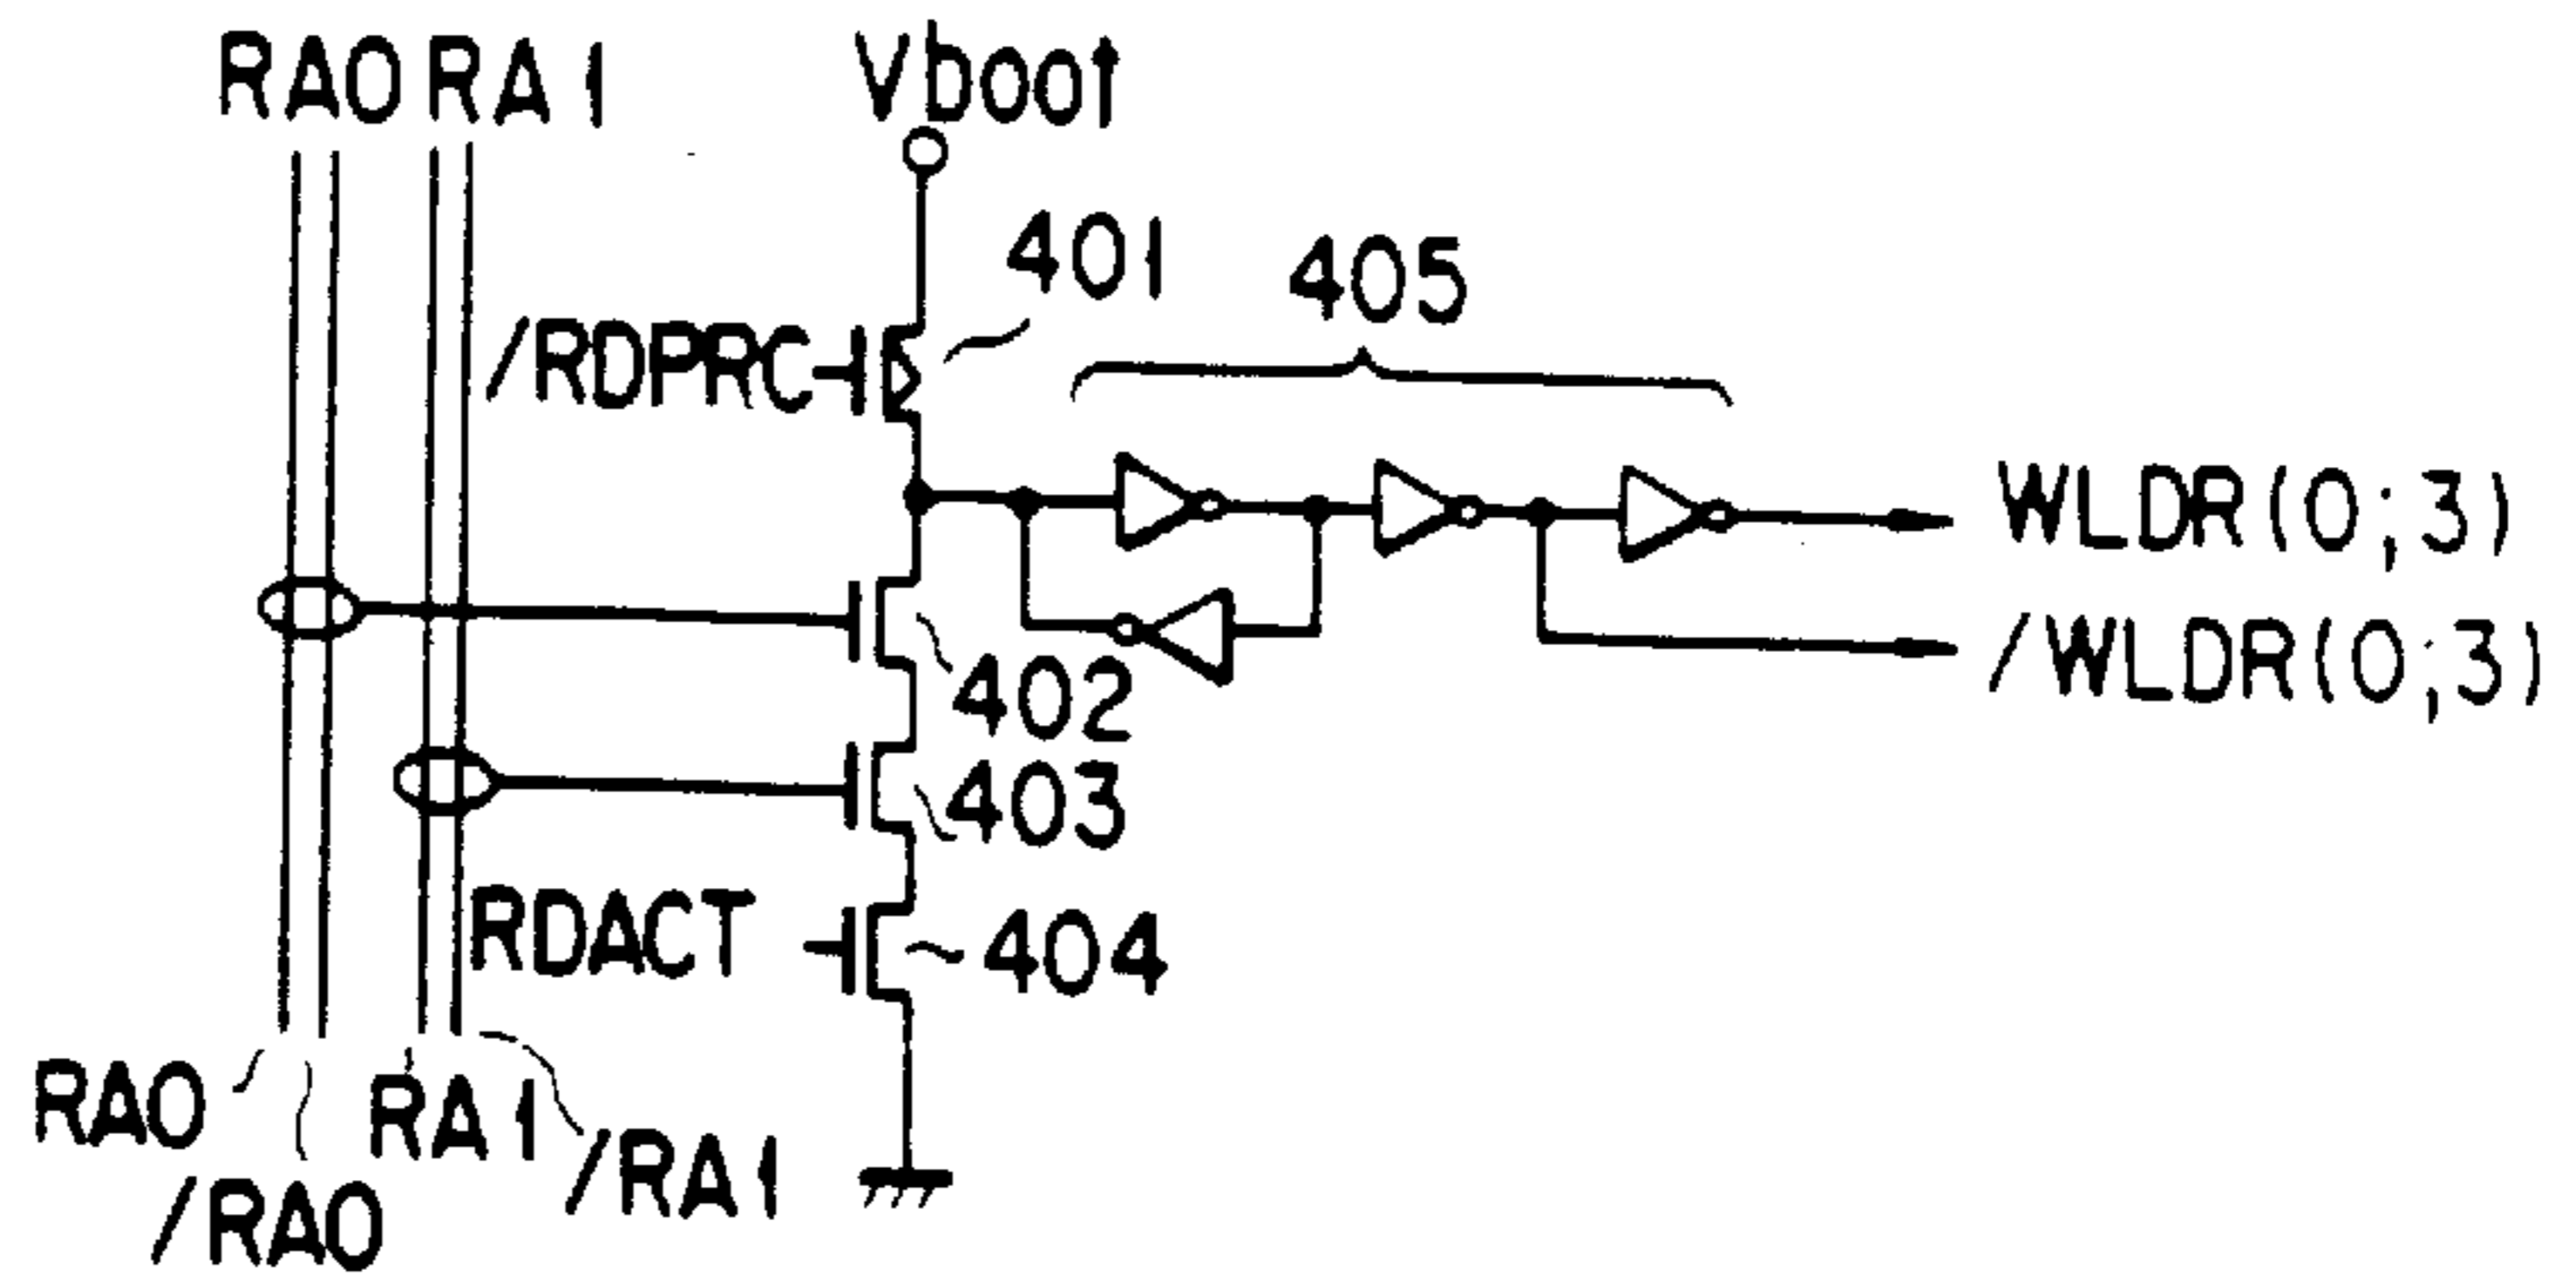 RA0 RA1 Vboot
401
405
/RDPRC
WLDR(0;3)
/WLDR(0;3)
402
403
RDACT
404
RA0
RA1
/RA1
/RA0